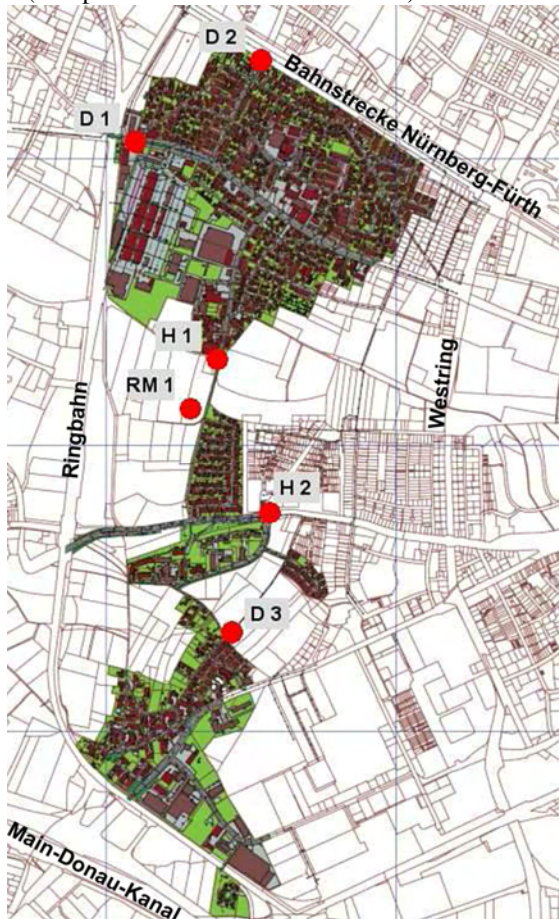 D 2
Bahnstrecke Nürnberg-Fürth
D 1
H 1
RM 1
Ringbahn
Westring
H 2
D 3
Main-Donau-Kanal